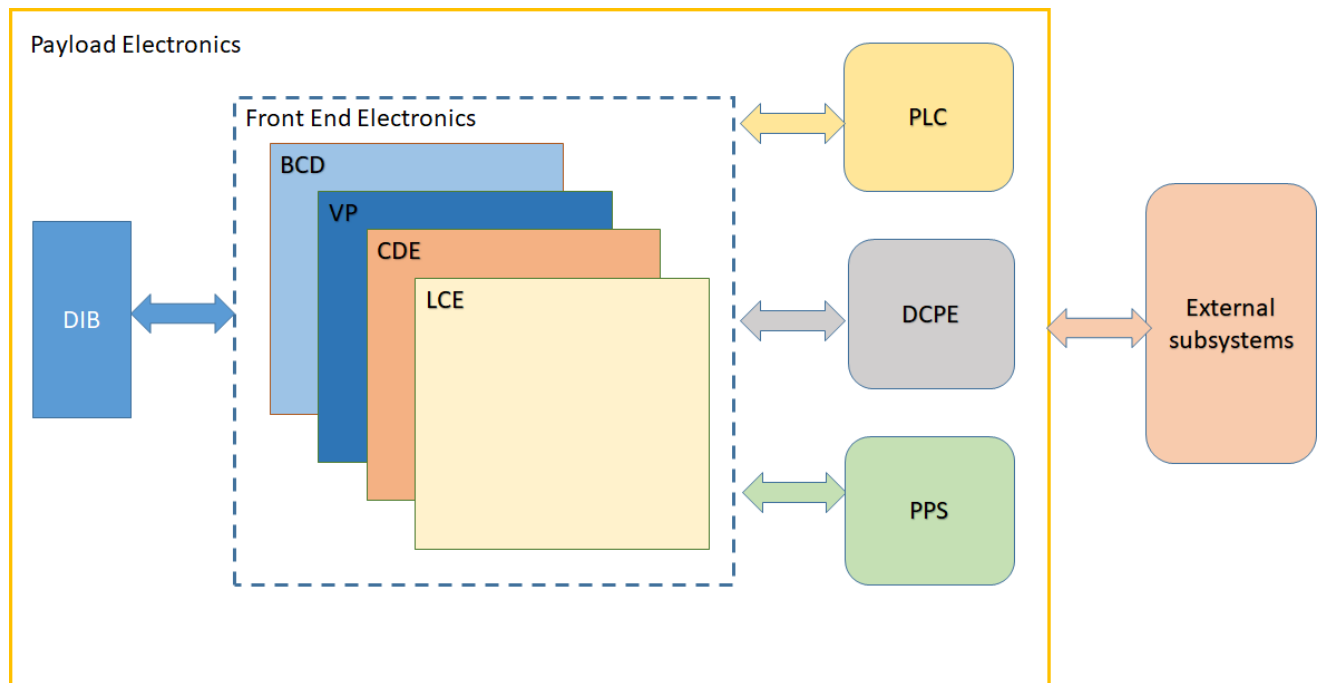 Payload Electronics
Front End Electronics
BCD
VP
CDE
LCE
DIB
PLC
DCPE
PPS
External
subsystems